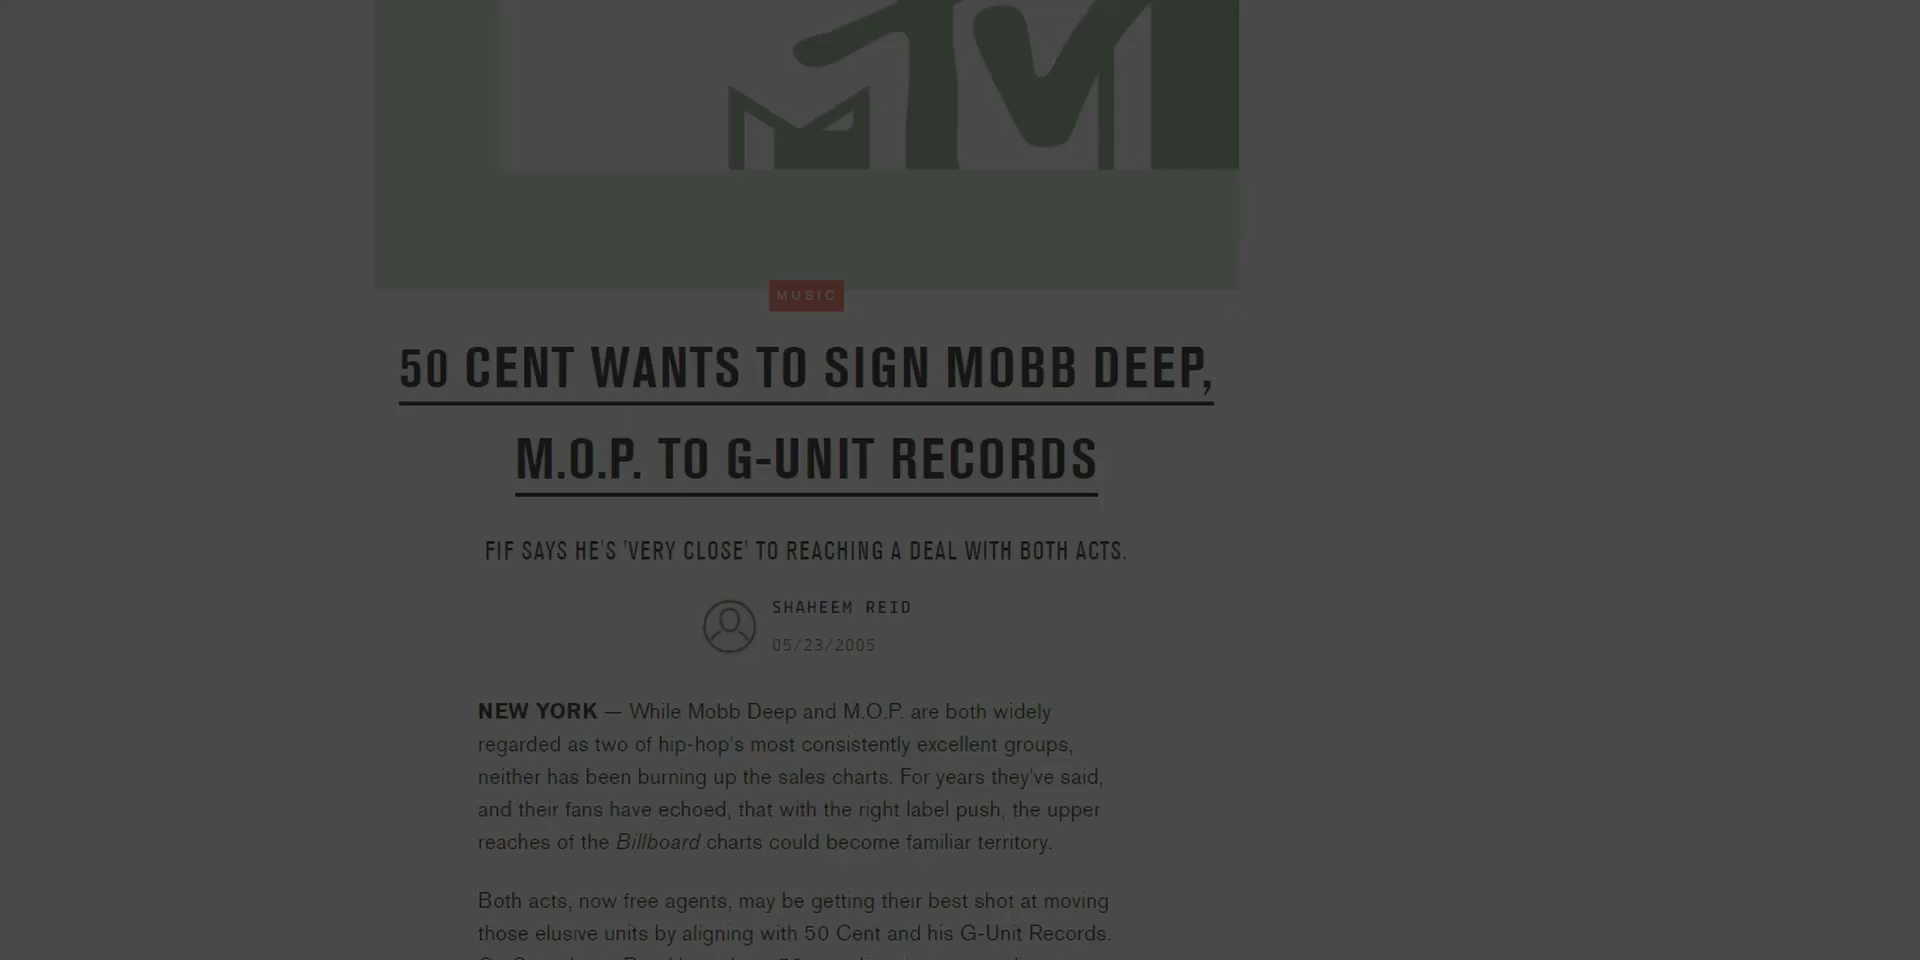 MTV
MUSIC
50 CENT WANTS TO SIGN MOBB DEEP,
M.O.P. TO G-UNIT RECORDS
FIF SAYS HE'S 'VERY CLOSE' TO REACHING A DEAL WITH BOTH ACTS.
SHAHEEM REID
05/23/2005
NEW YORK — While Mobb Deep and M.O.P. are both widely
regarded as two of hip-hop's most consistently excellent groups,
neither has been burning up the sales charts. For years they've said,
and their fans have echoed, that with the right label push, the upper
reaches of the Billboard charts could become familiar territory.
Both acts, now free agents, may be getting their best shot at moving
those elusive units by aligning with 50 Cent and his G-Unit Records.